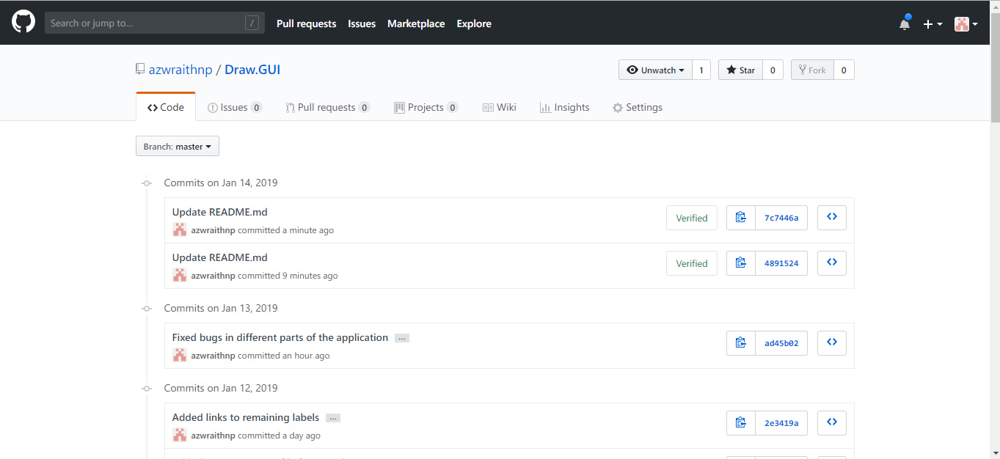 Search or jump to... / Pull requests Issues Marketplace Explore
azwraithnp / Draw.GUI Unwatch 1 Star 0 Fork 0
Code Issues 0 Pull requests 0 Projects 0 Wiki Insights Settings
Branch: master
Commits on Jan 14, 2019
Update README.md
azwraithnp committed a minute ago
Verified 7c7446a
Update README.md
azwraithnp committed 9 minutes ago
Verified 4891524
Commits on Jan 13, 2019
Fixed bugs in different parts of the application …
azwraithnp committed an hour ago
ad45b02
Commits on Jan 12, 2019
Added links to remaining labels …
azwraithnp committed a day ago
2e3419a